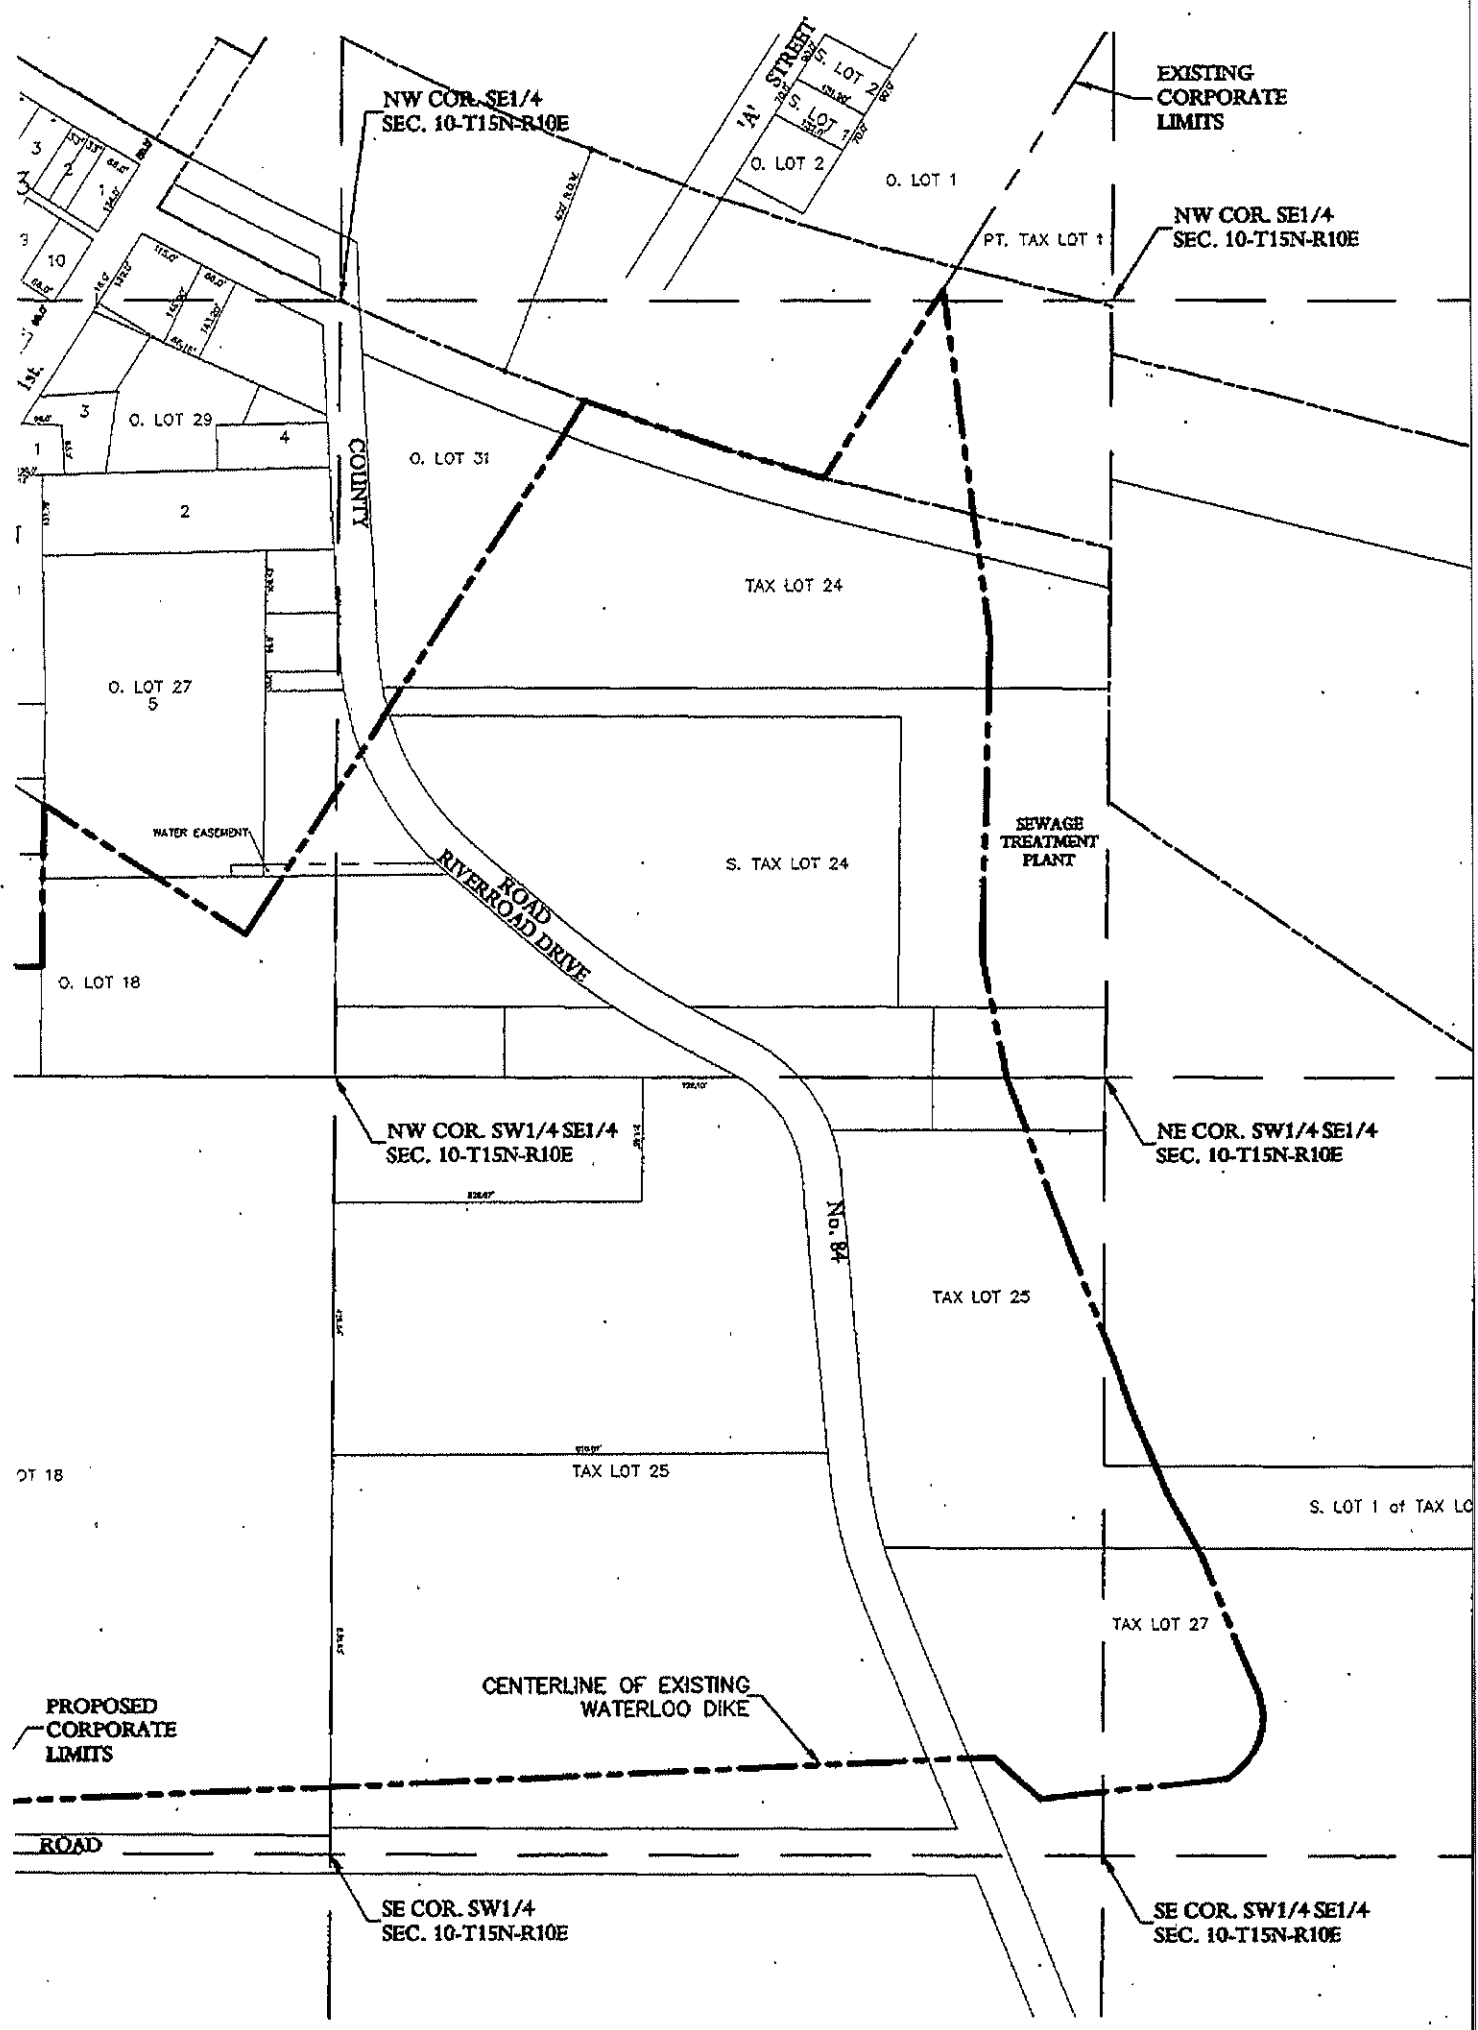 'A' STREET
S. LOT 2
S. LOT 1
O. LOT 2
O. LOT 1
EXISTING
CORPORATE
LIMITS
NW COR. SE1/4
SEC. 10-T15N-R10E
NW COR. SE1/4
SEC. 10-T15N-R10E
PT. TAX LOT 1
3
2
1
3
9
10
1st.
3
1
O. LOT 29
4
2
COUNTY
O. LOT 31
TAX LOT 24
O. LOT 27
5
WATER EASEMENT
S. TAX LOT 24
SEWAGE
TREATMENT
PLANT
ROAD
RIVERROAD DRIVE
O. LOT 18
NW COR. SW1/4 SE1/4
SEC. 10-T15N-R10E
NE COR. SW1/4 SE1/4
SEC. 10-T15N-R10E
No. 84
TAX LOT 25
OT 18
TAX LOT 25
S. LOT 1 of TAX LO
TAX LOT 27
CENTERLINE OF EXISTING
WATERLOO DIKE
PROPOSED
CORPORATE
LIMITS
ROAD
SE COR. SW1/4
SEC. 10-T15N-R10E
SE COR. SW1/4 SE1/4
SEC. 10-T15N-R10E